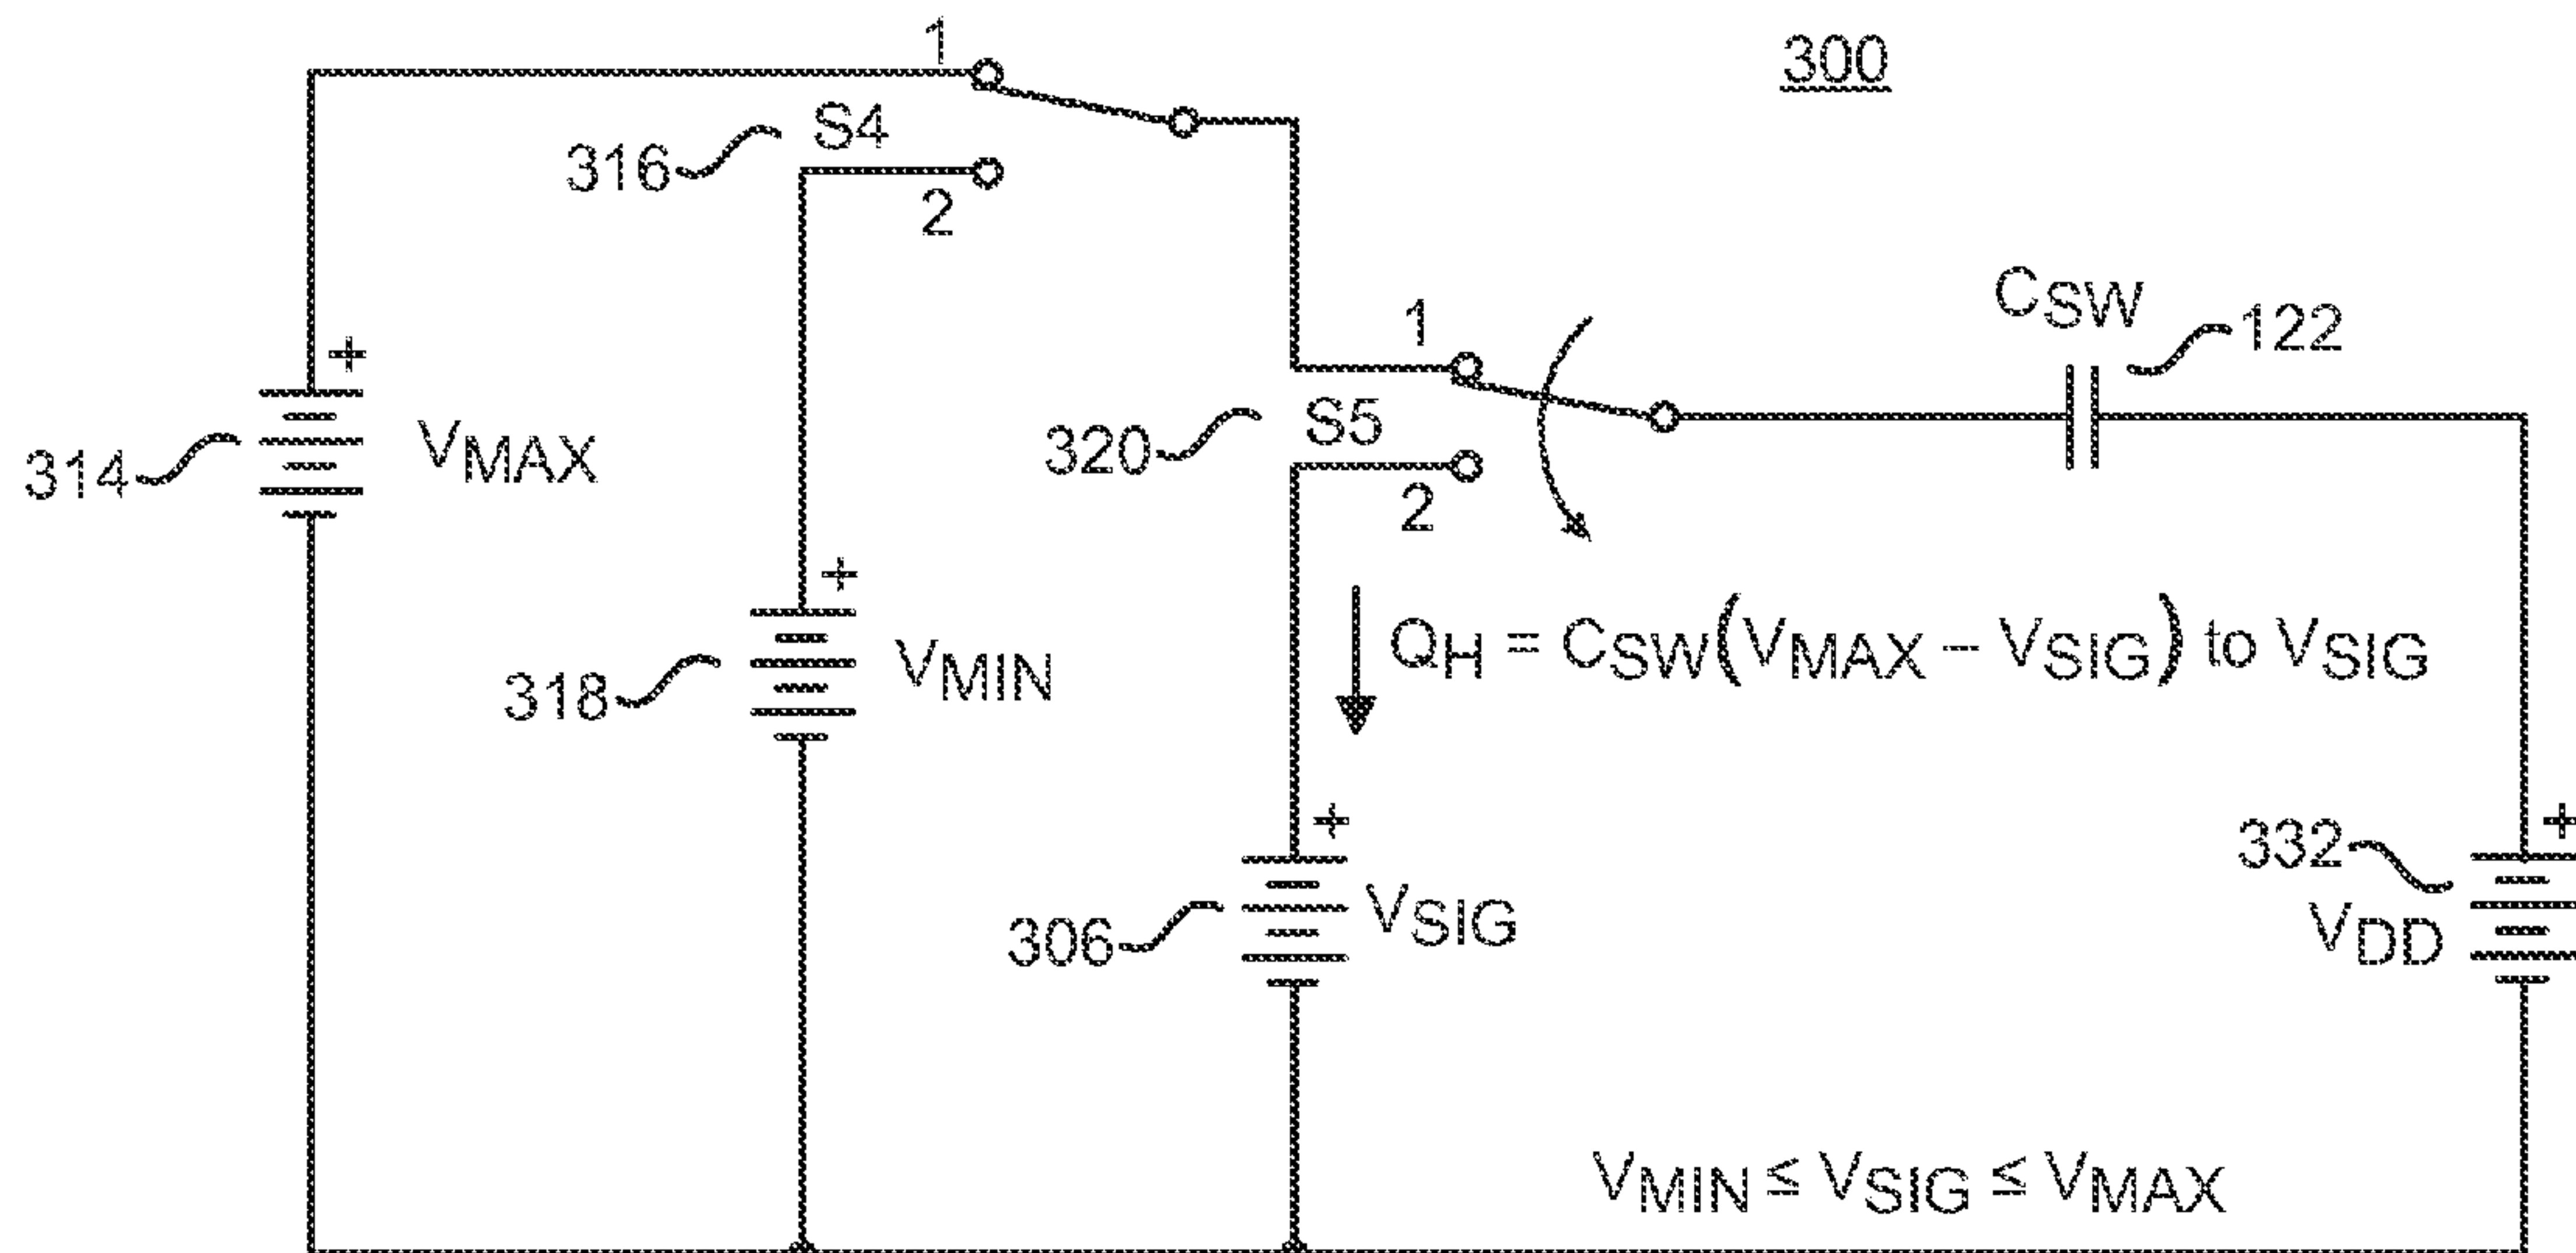 300
1
S4
316
2
CSW
122
1
S5
320
2
+
VMAX
314
+
VMIN
318
QH = CSW(VMAX – VSIG) to VSIG
+
VSIG
306
+
332
VDD
VMIN ≤ VSIG ≤ VMAX